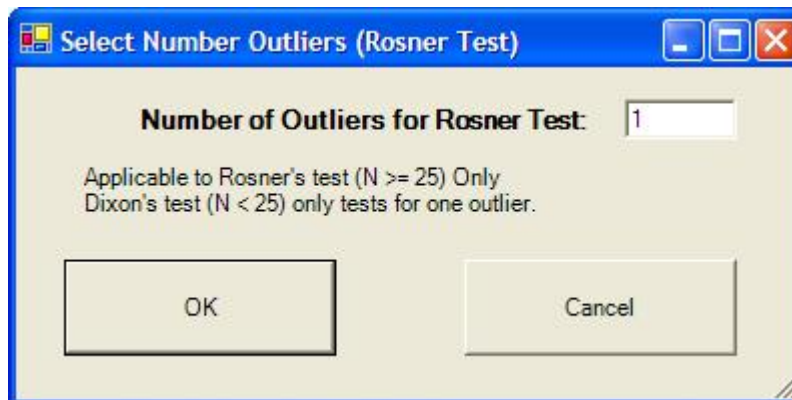 Select Number Outliers (Rosner Test)
Number of Outliers for Rosner Test: 1
Applicable to Rosner's test (N >= 25) Only
Dixon's test (N < 25) only tests for one outlier.
OK Cancel